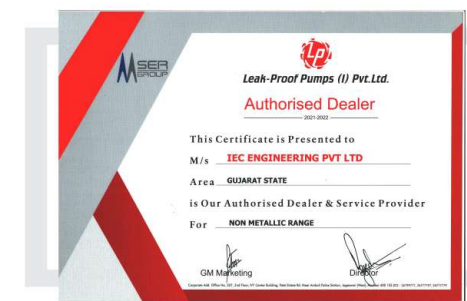 MSER
GROUP
LP
Leak-Proof Pumps (I) Pvt.Ltd.
Authorised Dealer
2021-2022
This Certificate is Presented to
M/s IEC ENGINEERING PVT LTD
Area GUJARAT STATE
is Our Authorised Dealer & Service Provider
For NON METALLIC RANGE
GM Marketing Director